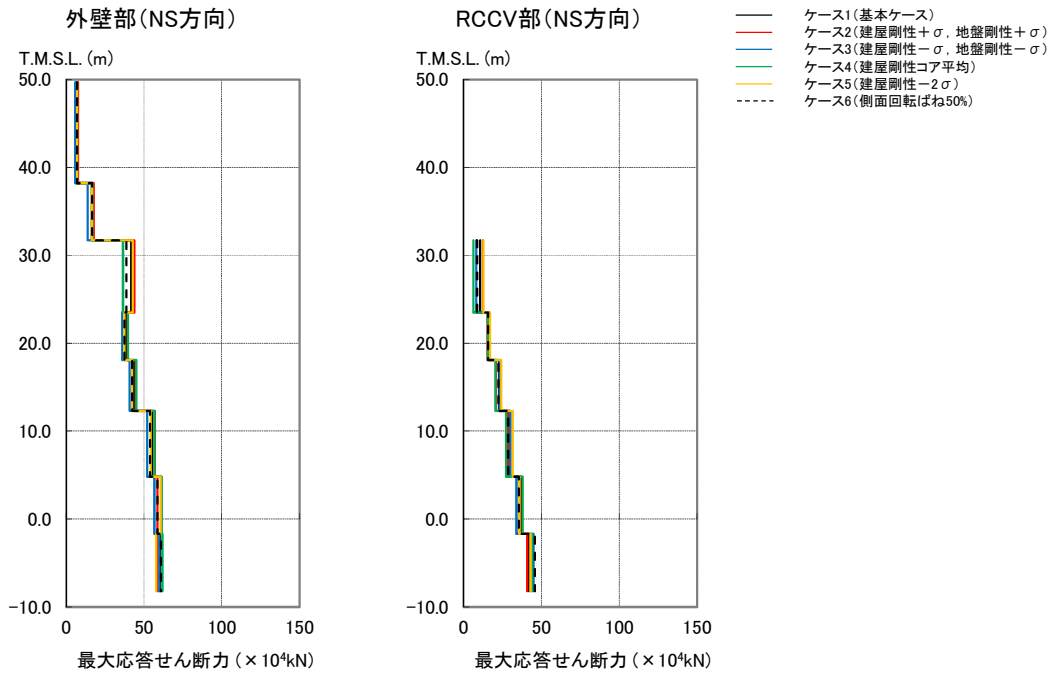 外壁部(NS方向)
T.M.S.L. (m)
50.0
40.0
30.0
20.0
10.0
0.0
-10.0
0 50 100 150
最大応答せん断力 (×10⁴kN)
RCCV部(NS方向)
T.M.S.L. (m)
50.0
40.0
30.0
20.0
10.0
0.0
-10.0
0 50 100 150
最大応答せん断力 (×10⁴kN)
ケース1(基本ケース)
ケース2(建屋剛性+σ, 地盤剛性+σ)
ケース3(建屋剛性-σ, 地盤剛性-σ)
ケース4(建屋剛性コア平均)
ケース5(建屋剛性-2σ)
ケース6(側面回転ばね50%)